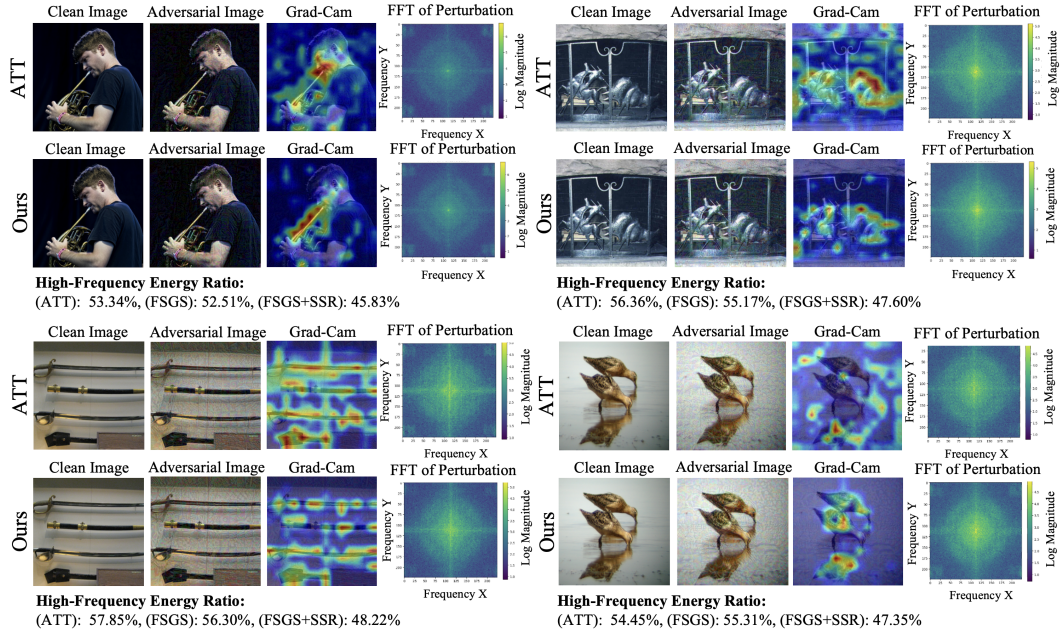 Clean Image Adversarial Image Grad-Cam FFT of Perturbation
ATT
Frequency Y
Log Magnitude
Frequency X
Clean Image Adversarial Image Grad-Cam FFT of Perturbation
Ours
Frequency Y
Log Magnitude
Frequency X
High-Frequency Energy Ratio:
(ATT): 53.34%, (FSGS): 52.51%, (FSGS+SSR): 45.83%
Clean Image Adversarial Image Grad-Cam FFT of Perturbation
ATT
Frequency Y
Log Magnitude
Frequency X
Clean Image Adversarial Image Grad-Cam FFT of Perturbation
Ours
Frequency Y
Log Magnitude
Frequency X
High-Frequency Energy Ratio:
(ATT): 56.36%, (FSGS): 55.17%, (FSGS+SSR): 47.60%
Clean Image Adversarial Image Grad-Cam FFT of Perturbation
ATT
Frequency Y
Log Magnitude
Frequency X
Clean Image Adversarial Image Grad-Cam FFT of Perturbation
Ours
Frequency Y
Log Magnitude
Frequency X
High-Frequency Energy Ratio:
(ATT): 57.85%, (FSGS): 56.30%, (FSGS+SSR): 48.22%
Clean Image Adversarial Image Grad-Cam FFT of Perturbation
ATT
Frequency Y
Log Magnitude
Frequency X
Clean Image Adversarial Image Grad-Cam FFT of Perturbation
Ours
Frequency Y
Log Magnitude
Frequency X
High-Frequency Energy Ratio:
(ATT): 54.45%, (FSGS): 55.31%, (FSGS+SSR): 47.35%